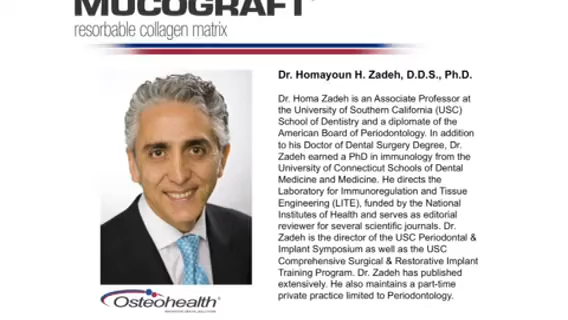 MUCOGRAFT
resorbable collagen matrix
Dr. Homayoun H. Zadeh, D.D.S., Ph.D.
Dr. Homa Zadeh is an Associate Professor at
the University of Southern California (USC)
School of Dentistry and a diplomate of the
American Board of Periodontology. In addition
to his Doctor of Dental Surgery Degree, Dr.
Zadeh earned a PhD in immunology from the
University of Connecticut Schools of Dental
Medicine and Medicine. He directs the
Laboratory for Immunoregulation and Tissue
Engineering (LITE), funded by the National
Institutes of Health and serves as editorial
reviewer for several scientific journals. Dr.
Zadeh is the director of the USC Periodontal &
Implant Symposium as well as the USC
Comprehensive Surgical & Restorative Implant
Training Program. Dr. Zadeh has published
extensively. He also maintains a part-time
private practice limited to Periodontology.
Osteohealth®